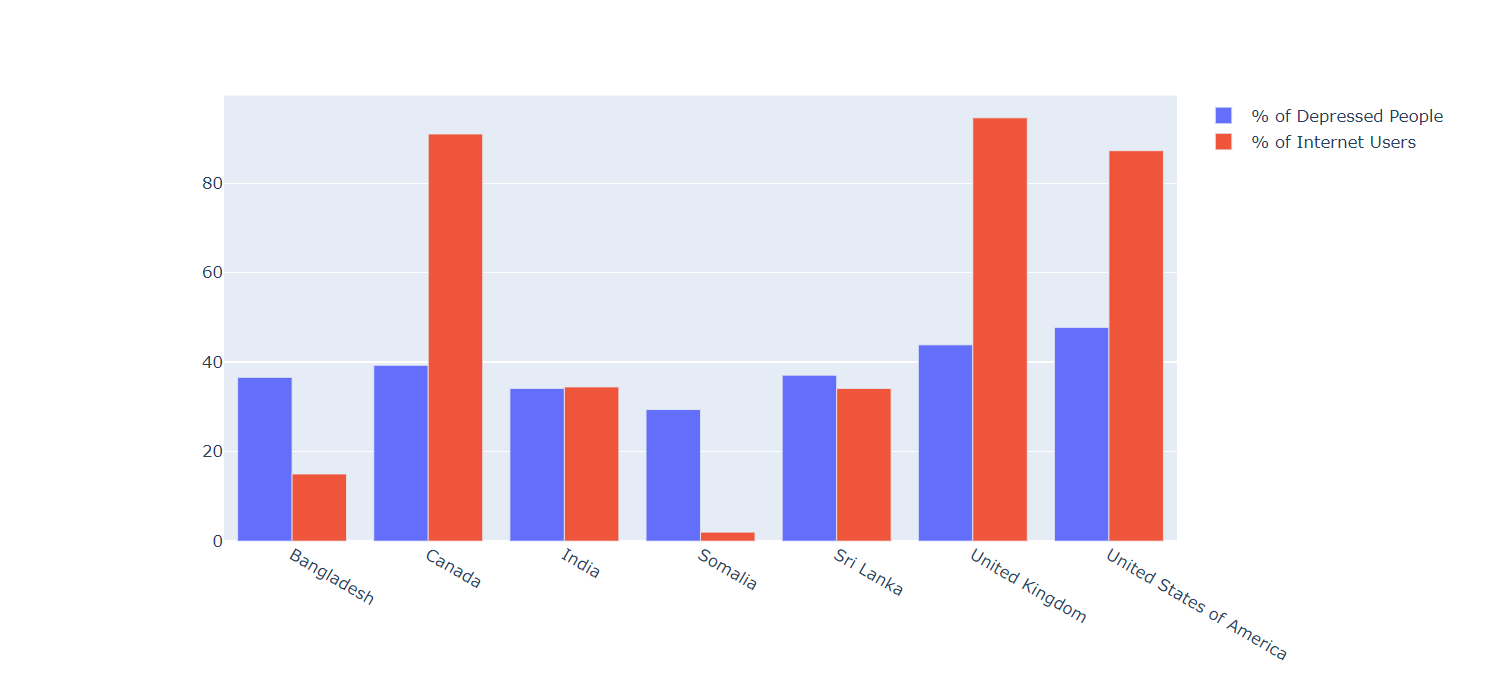 % of Depressed People
% of Internet Users
80
60
40
20
0
Bangladesh
Canada
India
Somalia
Sri Lanka
United Kingdom
United States of America